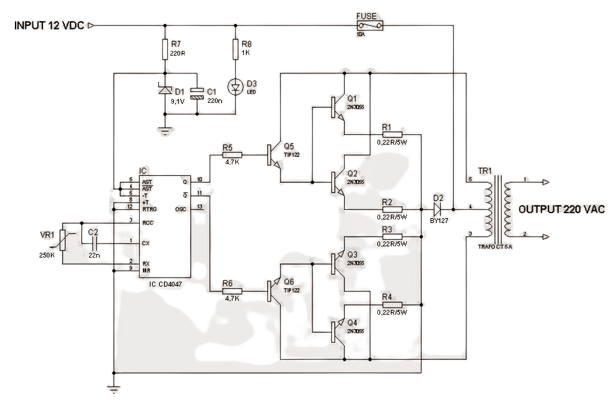 INPUT 12 VDC
FUSE
10A
R7
220R
R8
1K
D1
9,1V
C1
220n
D3
LED
Q1
2N3055
R1
0,22R/5W
Q5
TIP122
R5
4,7K
Q2
2N3055
R2
0,22R/5W
D2
BY127
TR1
TRAFO CT 5A
OUTPUT 220 VAC
6
4
3
1
2
IC
5
4
6
8
12
3
1
2
9
AST
AST
-T
+T
RTRG
RCC
CX
RX
MR
Q
Q
OSC
10
11
13
IC CD4047
VR1
250K
C2
22n
R6
4,7K
Q6
TIP122
R3
0,22R/5W
Q3
2N3055
R4
0,22R/5W
Q4
2N3055